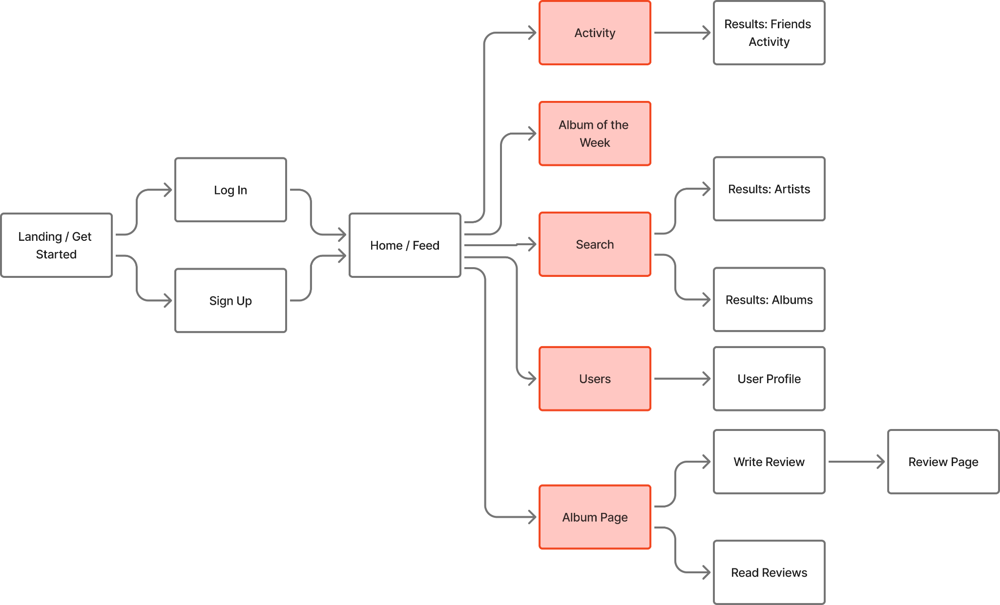 Activity
Results: Friends
Activity
Album of the
Week
Log In
Results: Artists
Landing / Get
Started
Home / Feed
Search
Sign Up
Results: Albums
Users
User Profile
Write Review
Review Page
Album Page
Read Reviews